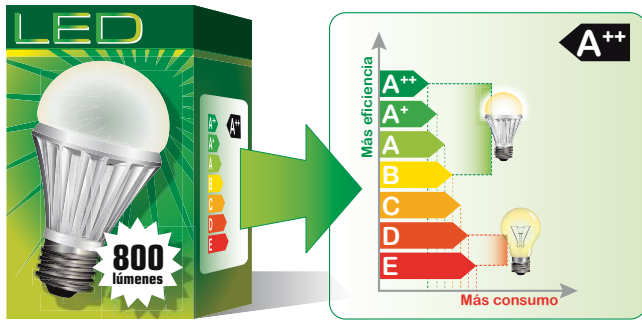 LED
800
lúmenes
A+
A++
A+
A
B
C
D
E
A++
Más eficiencia
A++
A+
A
B
C
D
E
Más consumo